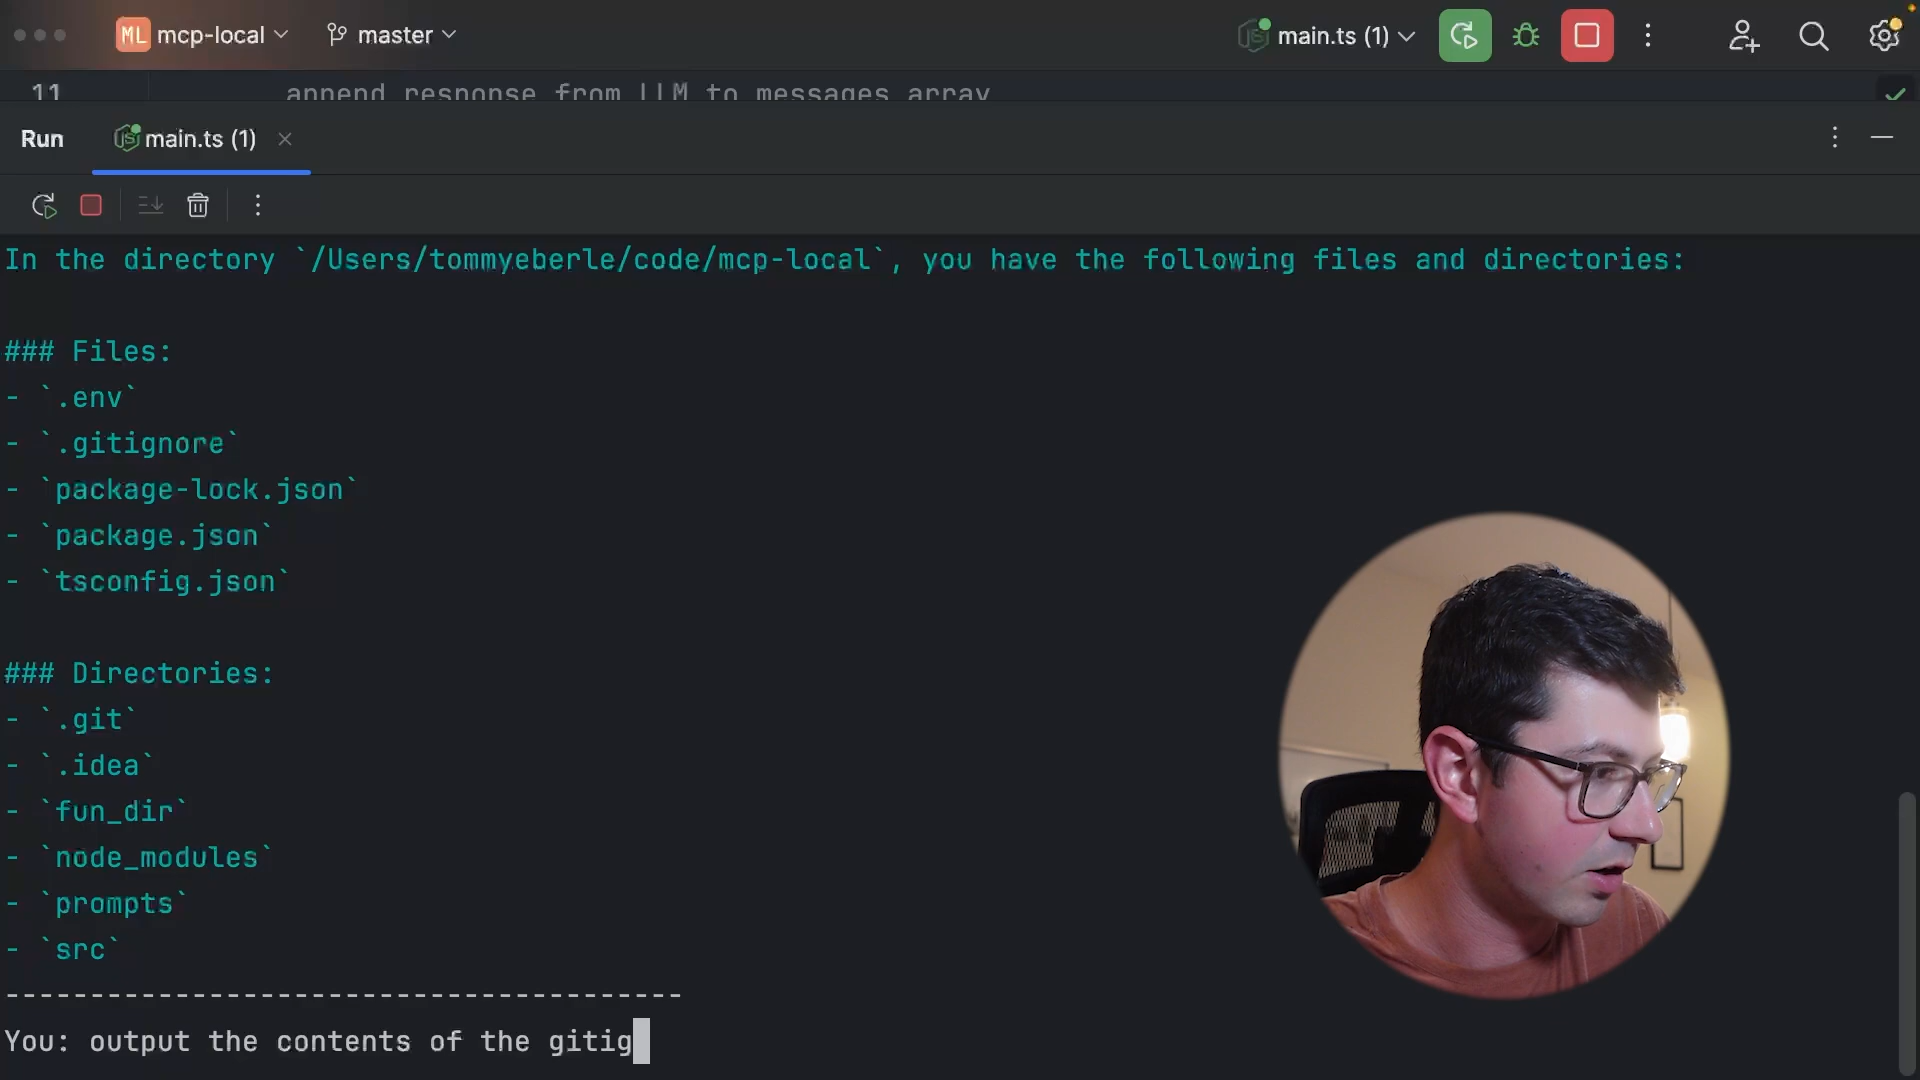 ML mcp-local master main.ts (1)
11 append response from LLM to messages array
Run main.ts (1)
In the directory `/Users/tommyeberle/code/mcp-local`, you have the following files and directories:
### Files:
- `.env`
- `.gitignore`
- `package-lock.json`
- `package.json`
- `tsconfig.json`
### Directories:
- `.git`
- `.idea`
- `fun_dir`
- `node_modules`
- `prompts`
- `src`
----------------------------------------
You: output the contents of the gitig